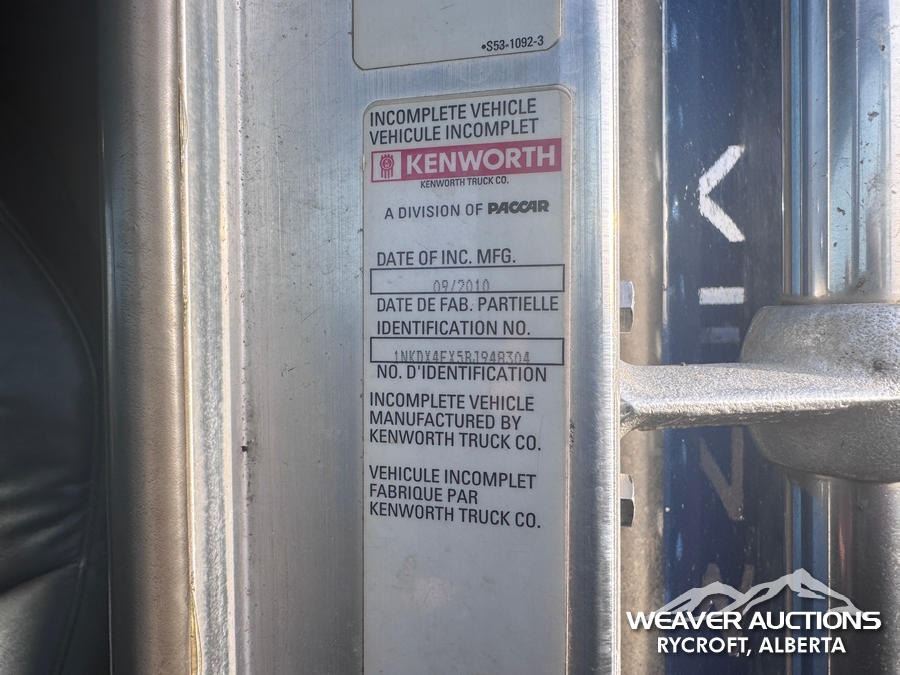 •S53-1092-3
INCOMPLETE VEHICLE
VEHICULE INCOMPLET
KENWORTH
KENWORTH TRUCK CO.
A DIVISION OF PACCAR
DATE OF INC. MFG.
09/2010
DATE DE FAB. PARTIELLE
IDENTIFICATION NO.
1NKDX4EX5BJ948304
NO. D'IDENTIFICATION
INCOMPLETE VEHICLE
MANUFACTURED BY
KENWORTH TRUCK CO.
VEHICULE INCOMPLET
FABRIQUE PAR
KENWORTH TRUCK CO.
WEAVER AUCTIONS
RYCROFT, ALBERTA